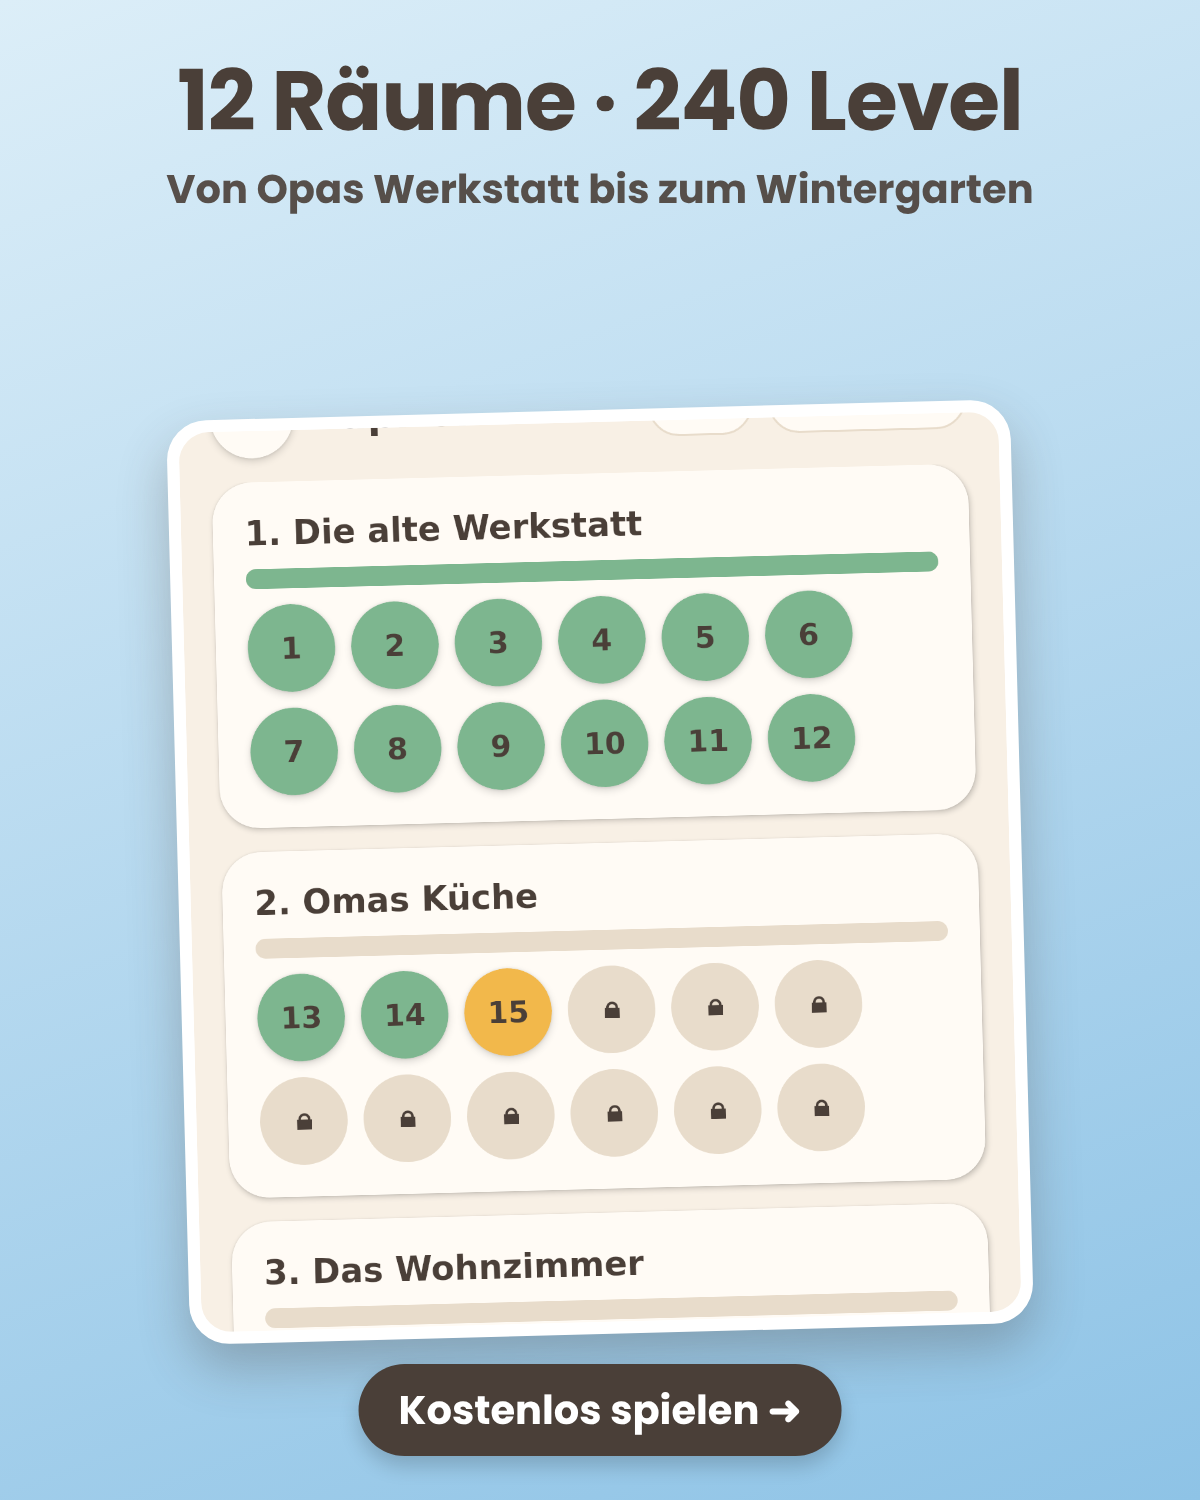 12 Räume · 240 Level
Von Opas Werkstatt bis zum Wintergarten
1. Die alte Werkstatt
1 2 3 4 5 6
7 8 9 10 11 12
2. Omas Küche
13 14 15
3. Das Wohnzimmer
Kostenlos spielen ➜